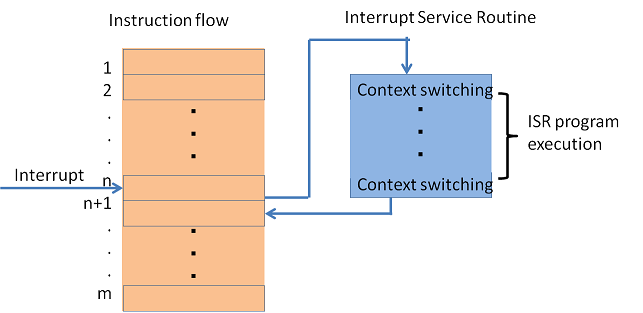 Instruction flow
Interrupt Service Routine
1
2
.
.
.
Interrupt
n
n+1
.
.
.
m
Context switching
Context switching
ISR program
execution